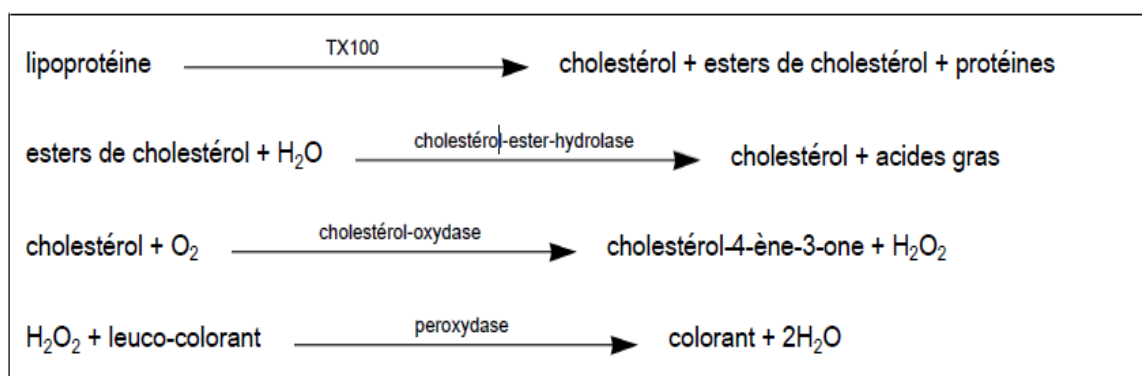 TX100
lipoprotéine cholestérol + esters de cholestérol + protéines
cholestérol-ester-hydrolase
esters de cholestérol + H₂O cholestérol + acides gras
cholestérol-oxydase
cholestérol + O₂ cholestérol-4-ène-3-one + H₂O₂
peroxydase
H₂O₂ + leuco-colorant colorant + 2H₂O